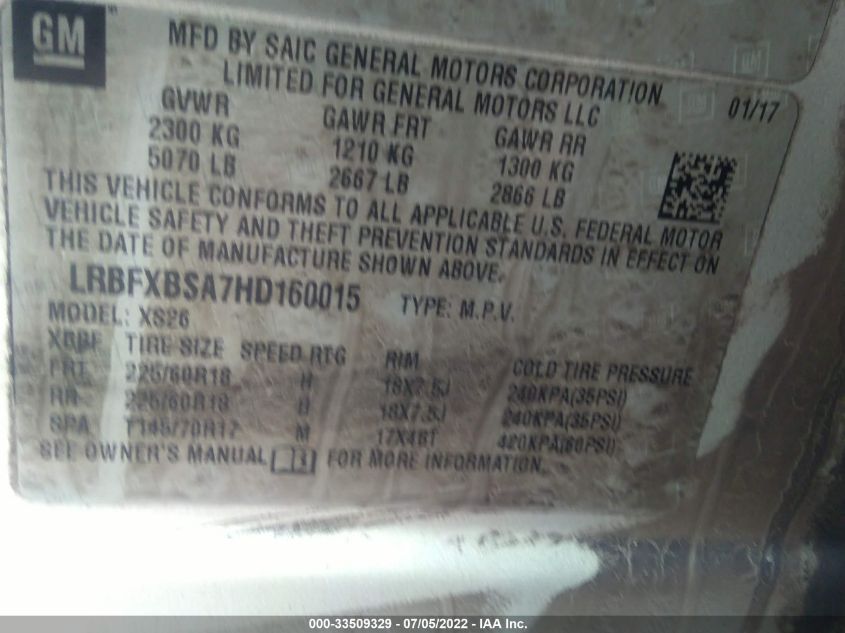 GM
MFD BY SAIC GENERAL MOTORS CORPORATION
LIMITED FOR GENERAL MOTORS LLC
01/17
GVWR GAWR FRT GAWR RR
2300 KG 1210 KG 1300 KG
5070 LB 2667 LB 2866 LB
THIS VEHICLE CONFORMS TO ALL APPLICABLE U.S. FEDERAL MOTOR
VEHICLE SAFETY AND THEFT PREVENTION STANDARDS IN EFFECT ON
THE DATE OF MANUFACTURE SHOWN ABOVE.
LRBFXBSA7HD160015 TYPE: M.P.V.
MODEL: XS26
TIRE SIZE SPEED RTG RIM COLD TIRE PRESSURE
FRT 225/60R18 H 18X7.5J 240KPA(35PSI)
RR 225/60R18 H 18X7.5J 240KPA(35PSI)
SPA T145/70R17 M 17X4BT 420KPA(60PSI)
SEE OWNER'S MANUAL FOR MORE INFORMATION.
000-33509329 - 07/05/2022 - IAAI.com